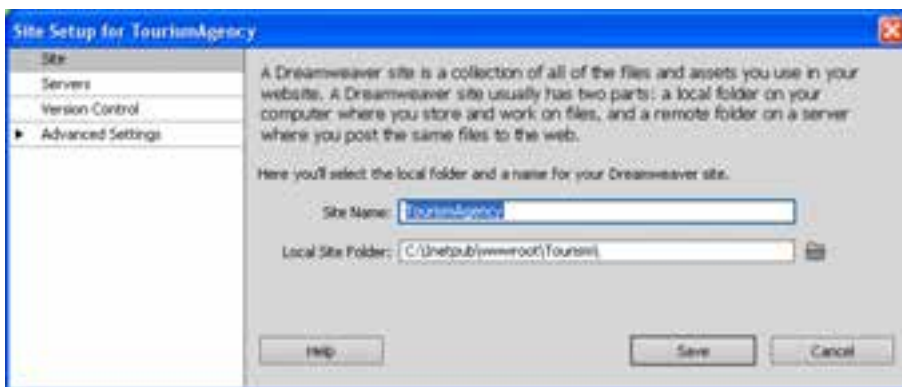 Site Setup for TourismAgency
Site
Servers
Version Control
Advanced Settings
A Dreamweaver site is a collection of all of the files and assets you use in your
website. A Dreamweaver site usually has two parts: a local folder on your
computer where you store and work on files, and a remote folder on a server
where you post the same files to the web.
Here you'll select the local folder and a name for your Dreamweaver site.
Site Name: TourismAgency
Local Site Folder: C:\Inetpub\wwwroot\Tourism\
Help
Save
Cancel